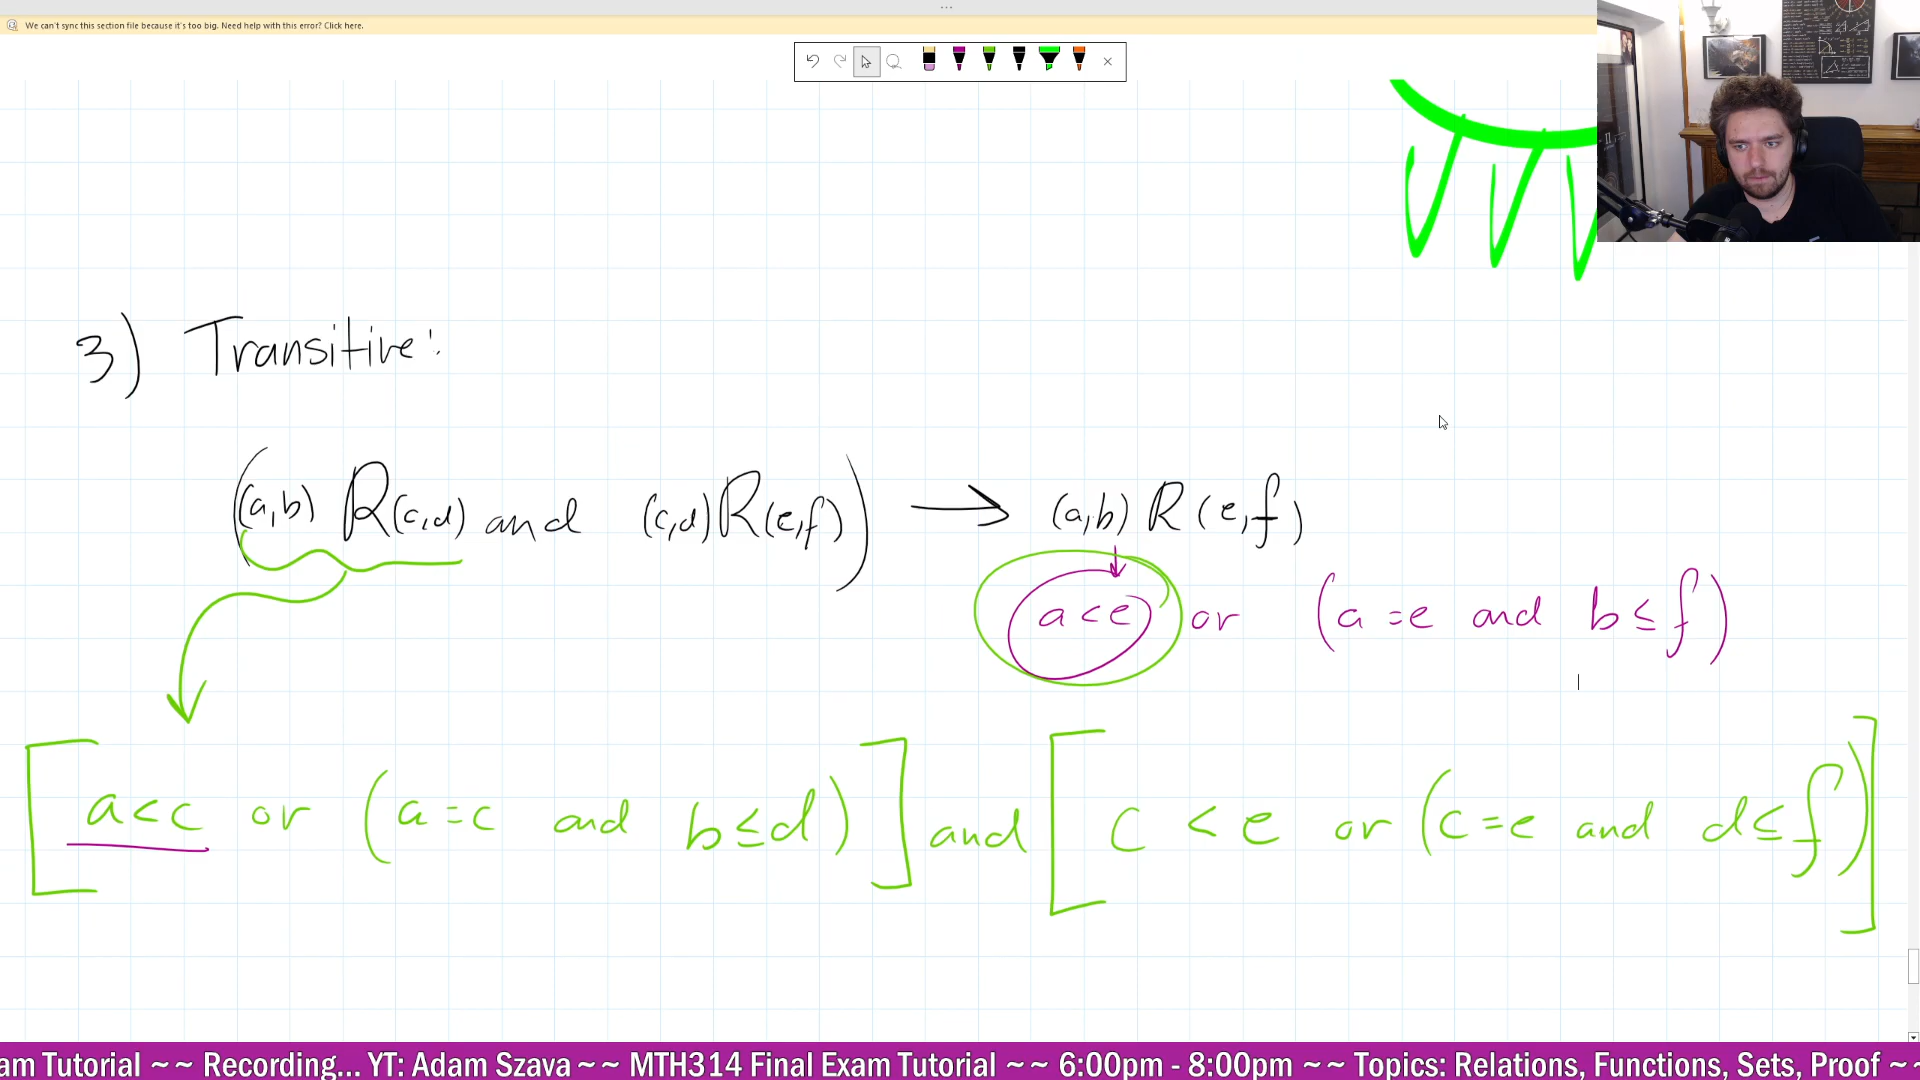 We can't sync this section file because it's too big. Need help with this error? Click here.
3) Transitive:
((a,b) R (c,d) and (c,d) R (e,f)) → (a,b) R (e,f)
a < e or (a = e and b ≤ f)
[a < c or (a = c and b ≤ d)] and [c < e or (c = e and d ≤ f)]
am Tutorial ~~ Recording... YT: Adam Szava ~~ MTH314 Final Exam Tutorial ~~ 6:00pm - 8:00pm ~~ Topics: Relations, Functions, Sets, Proof ~~